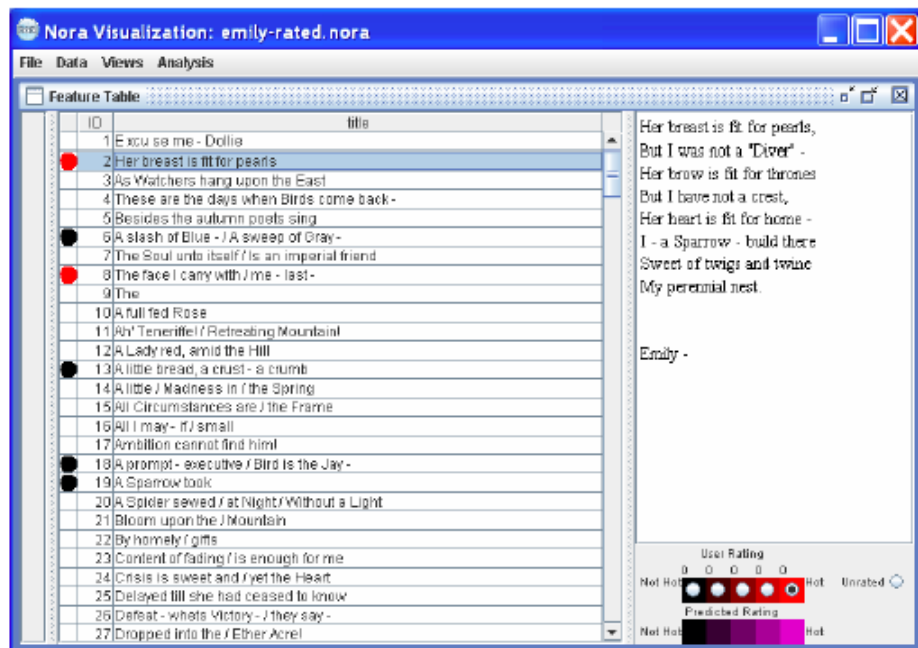 Nora Visualization: emily-rated.nora
File Data Views Analysis
Feature Table
ID title
1 Excuse me - Dollie
2 Her breast is fit for pearls
3 As Watchers hang upon the East
4 These are the days when Birds come back -
5 Besides the autumn poets sing
6 A slash of Blue - / A sweep of Gray -
7 The Soul unto itself / Is an imperial friend
8 The face I carry with / me - last -
9 The
10 A full fed Rose
11 Ah' Teneriffe! / Retreating Mountain!
12 A Lady red, amid the Hill
13 A little bread, a crust - a crumb
14 A little / Madness in / the Spring
15 All Circumstances are / the Frame
16 All I may - if / small
17 Ambition cannot find him!
18 A prompt - executive / Bird is the Jay -
19 A Sparrow took
20 A Spider sewed / at Night / Without a Light
21 Bloom upon the / Mountain
22 By homely / gifts
23 Content of fading / is enough for me
24 Crisis is sweet and / yet the Heart
25 Delayed till she had ceased to know
26 Defeat - whets Victory - / they say -
27 Dropped into the / Ether Acre!
Her breast is fit for pearls,
But I was not a "Diver" -
Her brow is fit for thrones
But I have not a crest,
Her heart is fit for home -
I - a Sparrow - build there
Sweet of twigs and twine
My perennial nest.
Emily -
User Rating
0 0 0 0 0
Not Hot Hot Unrated
Predicted Rating
Not Hot Hot